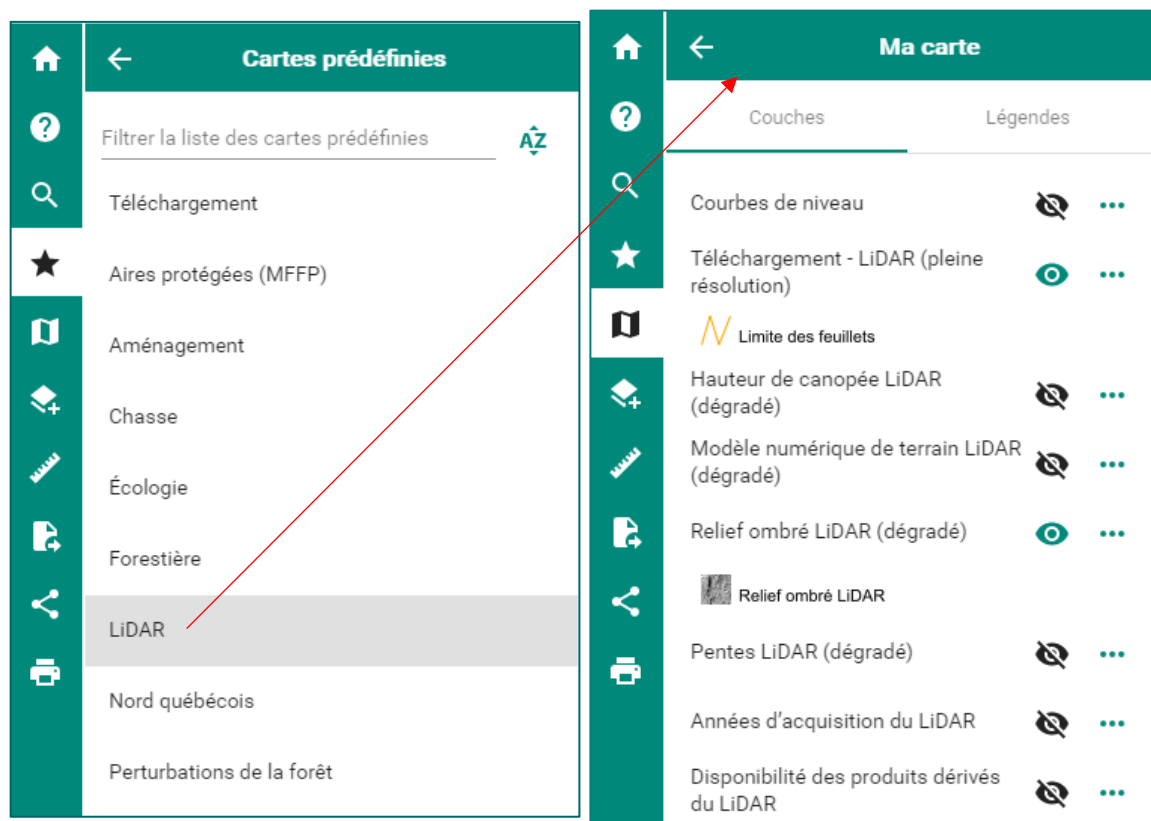 Cartes prédéfinies
Filtrer la liste des cartes prédéfinies
AZ
Téléchargement
Aires protégées (MFFP)
Aménagement
Chasse
Écologie
Forestière
LiDAR
Nord québécois
Perturbations de la forêt
Ma carte
Couches
Légendes
Courbes de niveau
Téléchargement - LiDAR (pleine
résolution)
Limite des feuillets
Hauteur de canopée LiDAR
(dégradé)
Modèle numérique de terrain LiDAR
(dégradé)
Relief ombré LiDAR (dégradé)
Relief ombré LiDAR
Pentes LiDAR (dégradé)
Années d'acquisition du LiDAR
Disponibilité des produits dérivés
du LiDAR